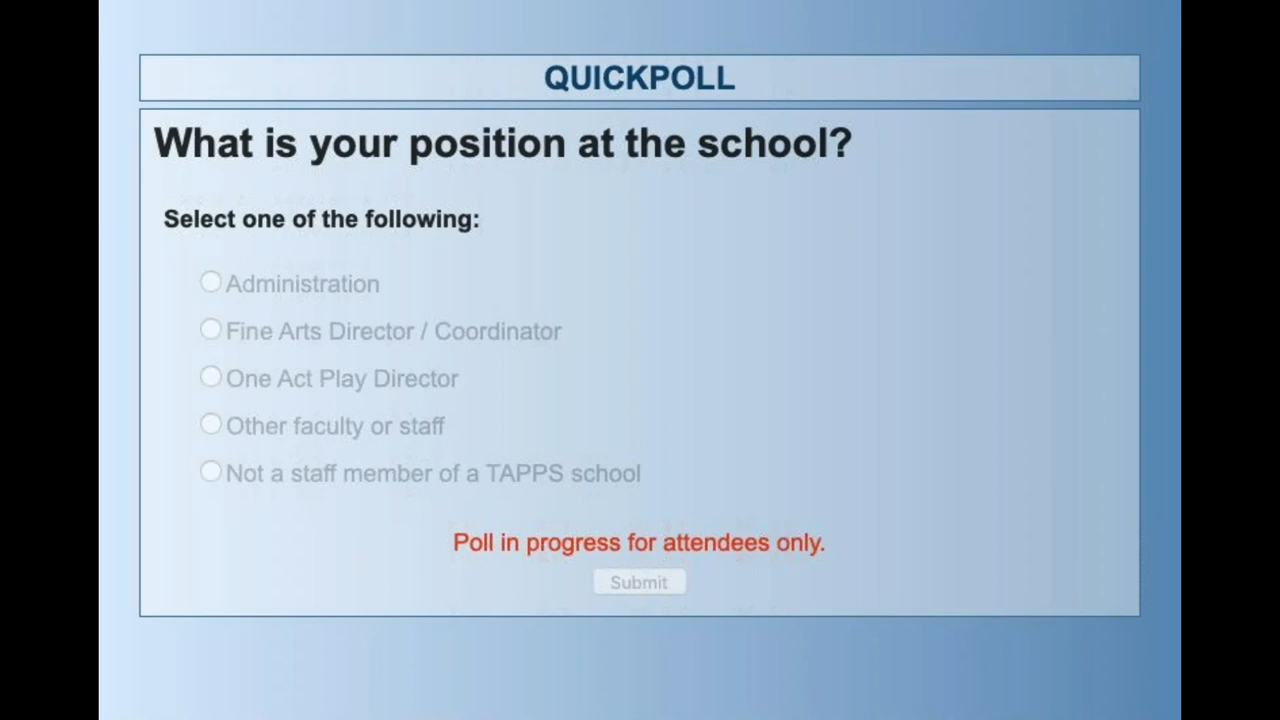 QUICKPOLL
What is your position at the school?
Select one of the following:
Administration
Fine Arts Director / Coordinator
One Act Play Director
Other faculty or staff
Not a staff member of a TAPPS school
Poll in progress for attendees only.
Submit